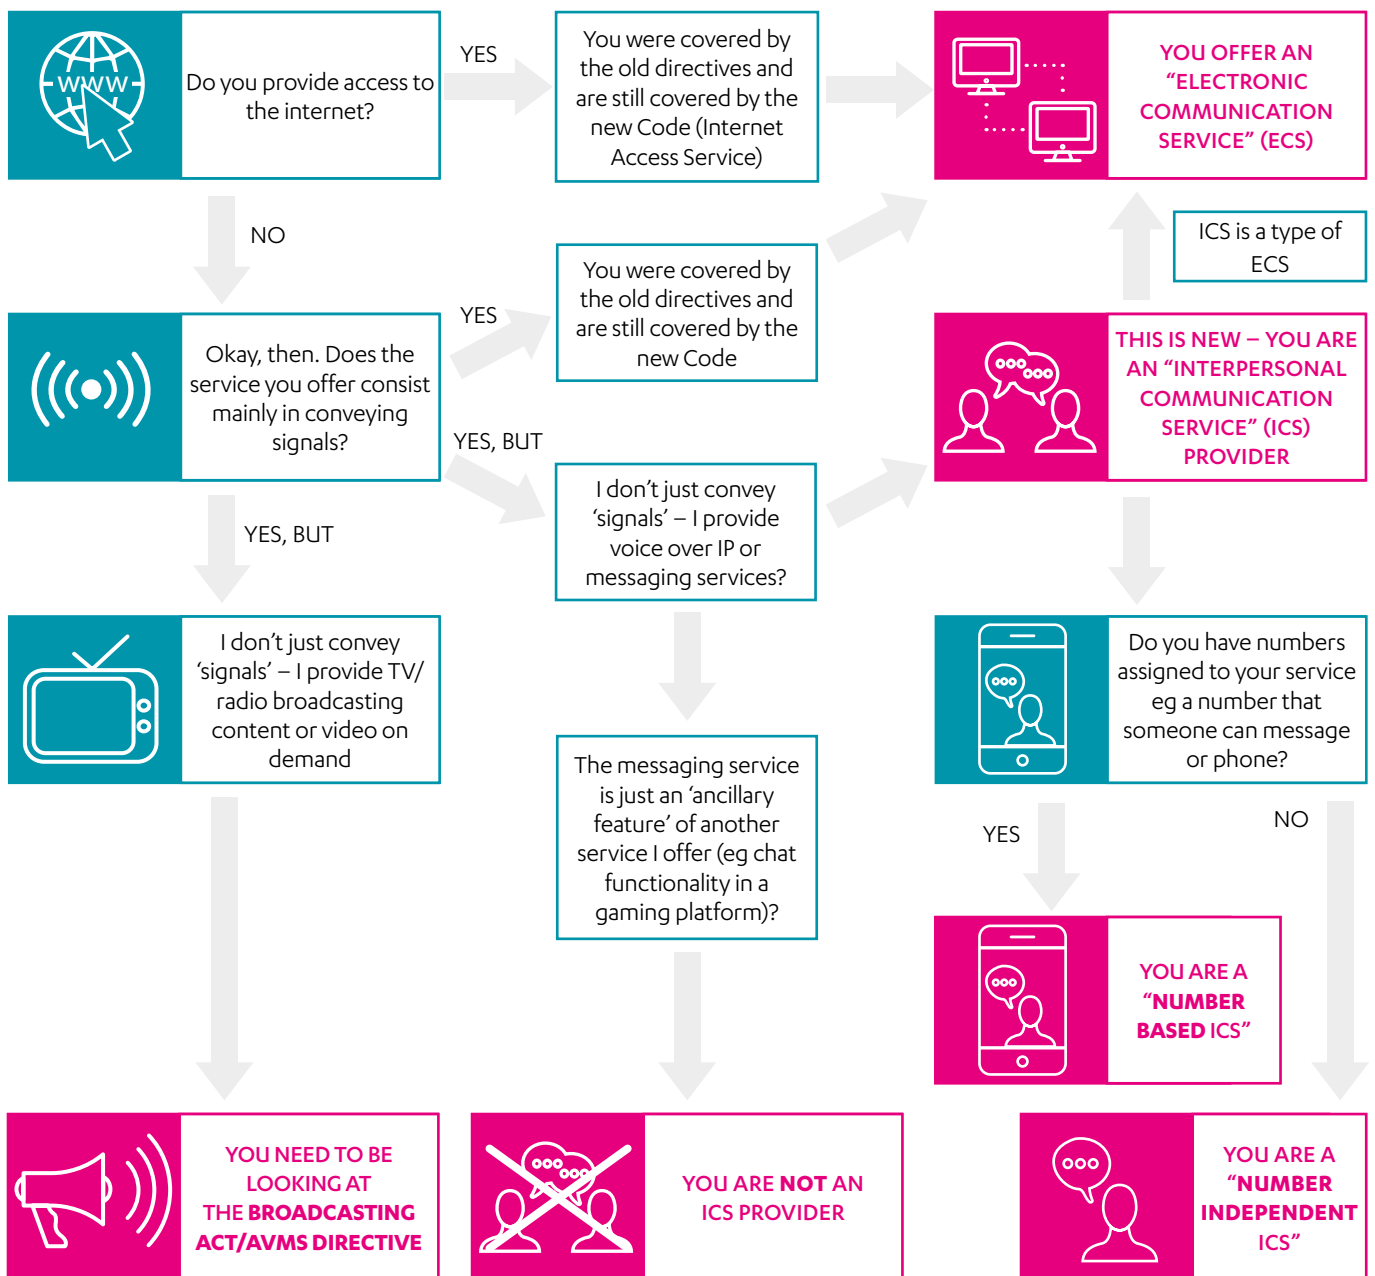 www
Do you provide access to
the internet?
YES
You were covered by
the old directives and
are still covered by the
new Code (Internet
Access Service)
YOU OFFER AN
“ELECTRONIC
COMMUNICATION
SERVICE” (ECS)
NO
ICS is a type of
ECS
Okay, then. Does the
service you offer consist
mainly in conveying
signals?
YES
You were covered by
the old directives and
are still covered by the
new Code
THIS IS NEW – YOU ARE
AN “INTERPERSONAL
COMMUNICATION
SERVICE” (ICS)
PROVIDER
YES, BUT
I don’t just convey
‘signals’ – I provide
voice over IP or
messaging services?
YES, BUT
I don’t just convey
‘signals’ – I provide TV/
radio broadcasting
content or video on
demand
The messaging service
is just an ‘ancillary
feature’ of another
service I offer (eg chat
functionality in a
gaming platform)?
Do you have numbers
assigned to your service
eg a number that
someone can message
or phone?
YES
NO
YOU ARE A
“NUMBER
BASED ICS”
YOU NEED TO BE
LOOKING AT
THE BROADCASTING
ACT/AVMS DIRECTIVE
YOU ARE NOT AN
ICS PROVIDER
YOU ARE A
“NUMBER
INDEPENDENT
ICS”